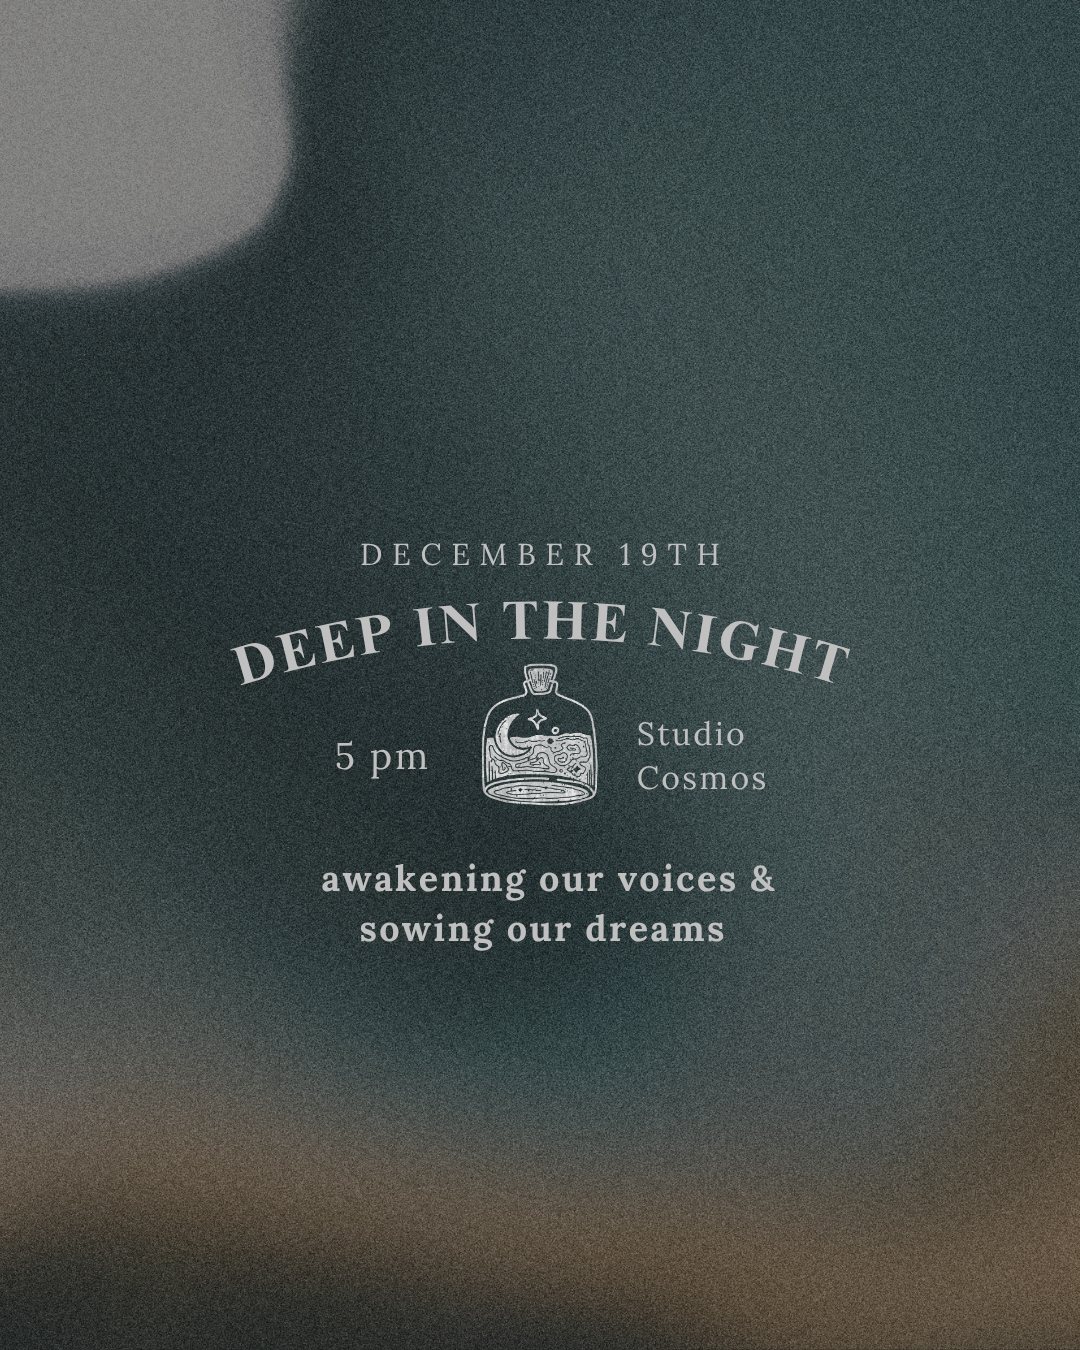 DECEMBER 19TH
DEEP IN THE NIGHT
5 pm
Studio
Cosmos
awakening our voices &
sowing our dreams